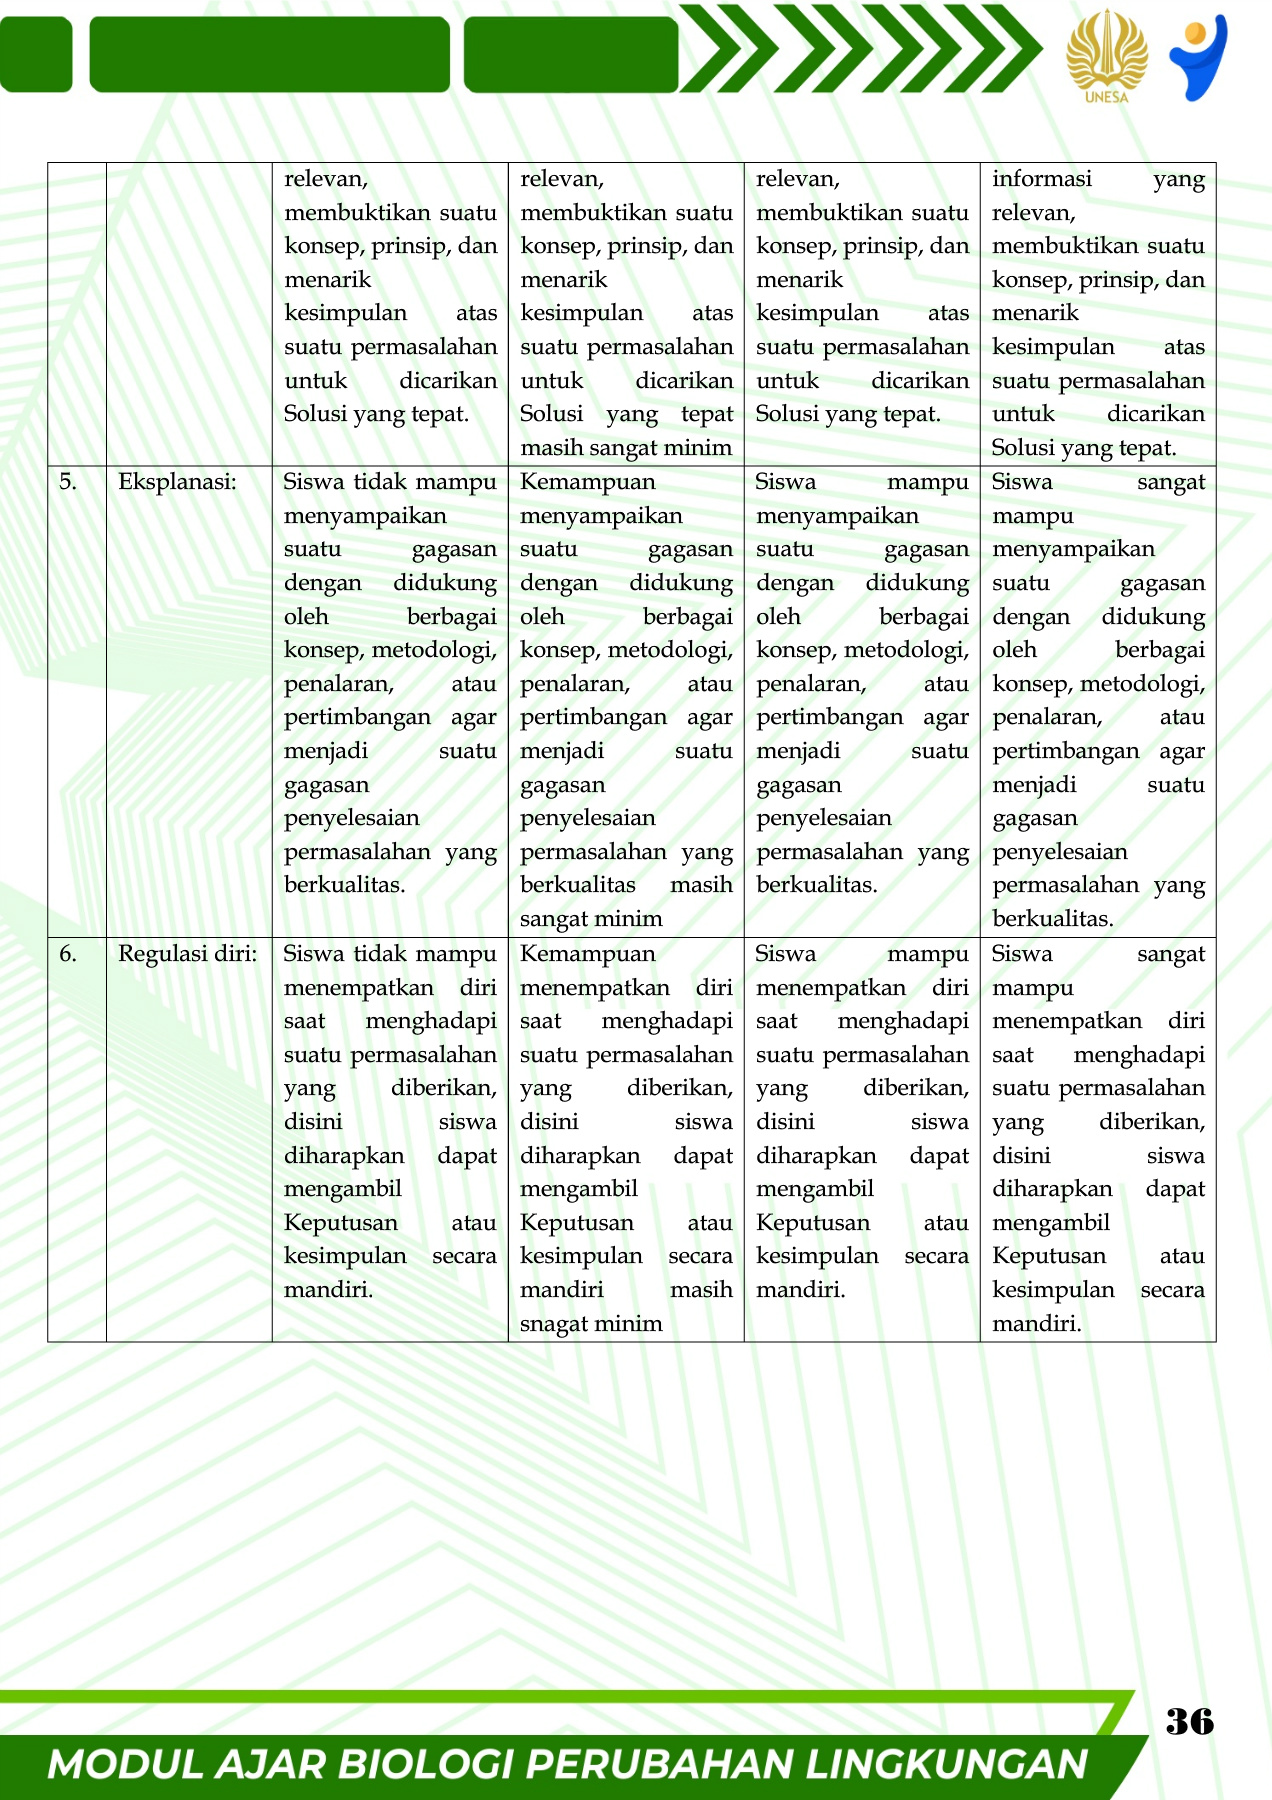 UNESA
relevan,
membuktikan suatu
konsep, prinsip, dan
menarik
kesimpulan atas
suatu permasalahan
untuk dicarikan
Solusi yang tepat.
relevan,
membuktikan suatu
konsep, prinsip, dan
menarik
kesimpulan atas
suatu permasalahan
untuk dicarikan
Solusi yang tepat
masih sangat minim
relevan,
membuktikan suatu
konsep, prinsip, dan
menarik
kesimpulan atas
suatu permasalahan
untuk dicarikan
Solusi yang tepat.
informasi yang
relevan,
membuktikan suatu
konsep, prinsip, dan
menarik
kesimpulan atas
suatu permasalahan
untuk dicarikan
Solusi yang tepat.
5.
Eksplanasi:
Siswa tidak mampu
menyampaikan
suatu gagasan
dengan didukung
oleh berbagai
konsep, metodologi,
penalaran, atau
pertimbangan agar
menjadi suatu
gagasan
penyelesaian
permasalahan yang
berkualitas.
Kemampuan
menyampaikan
suatu gagasan
dengan didukung
oleh berbagai
konsep, metodologi,
penalaran, atau
pertimbangan agar
menjadi suatu
gagasan
penyelesaian
permasalahan yang
berkualitas masih
sangat minim
Siswa mampu
menyampaikan
suatu gagasan
dengan didukung
oleh berbagai
konsep, metodologi,
penalaran, atau
pertimbangan agar
menjadi suatu
gagasan
penyelesaian
permasalahan yang
berkualitas.
Siswa sangat
mampu
menyampaikan
suatu gagasan
dengan didukung
oleh berbagai
konsep, metodologi,
penalaran, atau
pertimbangan agar
menjadi suatu
gagasan
penyelesaian
permasalahan yang
berkualitas.
6.
Regulasi diri:
Siswa tidak mampu
menempatkan diri
saat menghadapi
suatu permasalahan
yang diberikan,
disini siswa
diharapkan dapat
mengambil
Keputusan atau
kesimpulan secara
mandiri.
Kemampuan
menempatkan diri
saat menghadapi
suatu permasalahan
yang diberikan,
disini siswa
diharapkan dapat
mengambil
Keputusan atau
kesimpulan secara
mandiri masih
snagat minim
Siswa mampu
menempatkan diri
saat menghadapi
suatu permasalahan
yang diberikan,
disini siswa
diharapkan dapat
mengambil
Keputusan atau
kesimpulan secara
mandiri.
Siswa sangat
mampu
menempatkan diri
saat menghadapi
suatu permasalahan
yang diberikan,
disini siswa
diharapkan dapat
mengambil
Keputusan atau
kesimpulan secara
mandiri.
36
MODUL AJAR BIOLOGI PERUBAHAN LINGKUNGAN